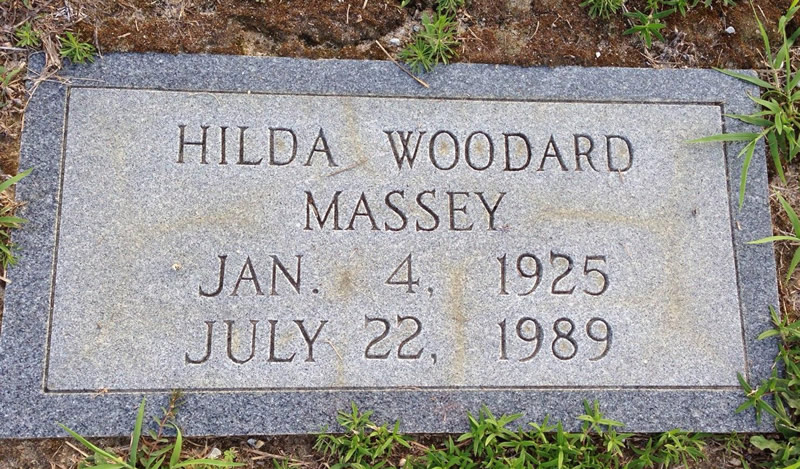 HILDA WOODARD
MASSEY
JAN. 4, 1925
JULY 22, 1989